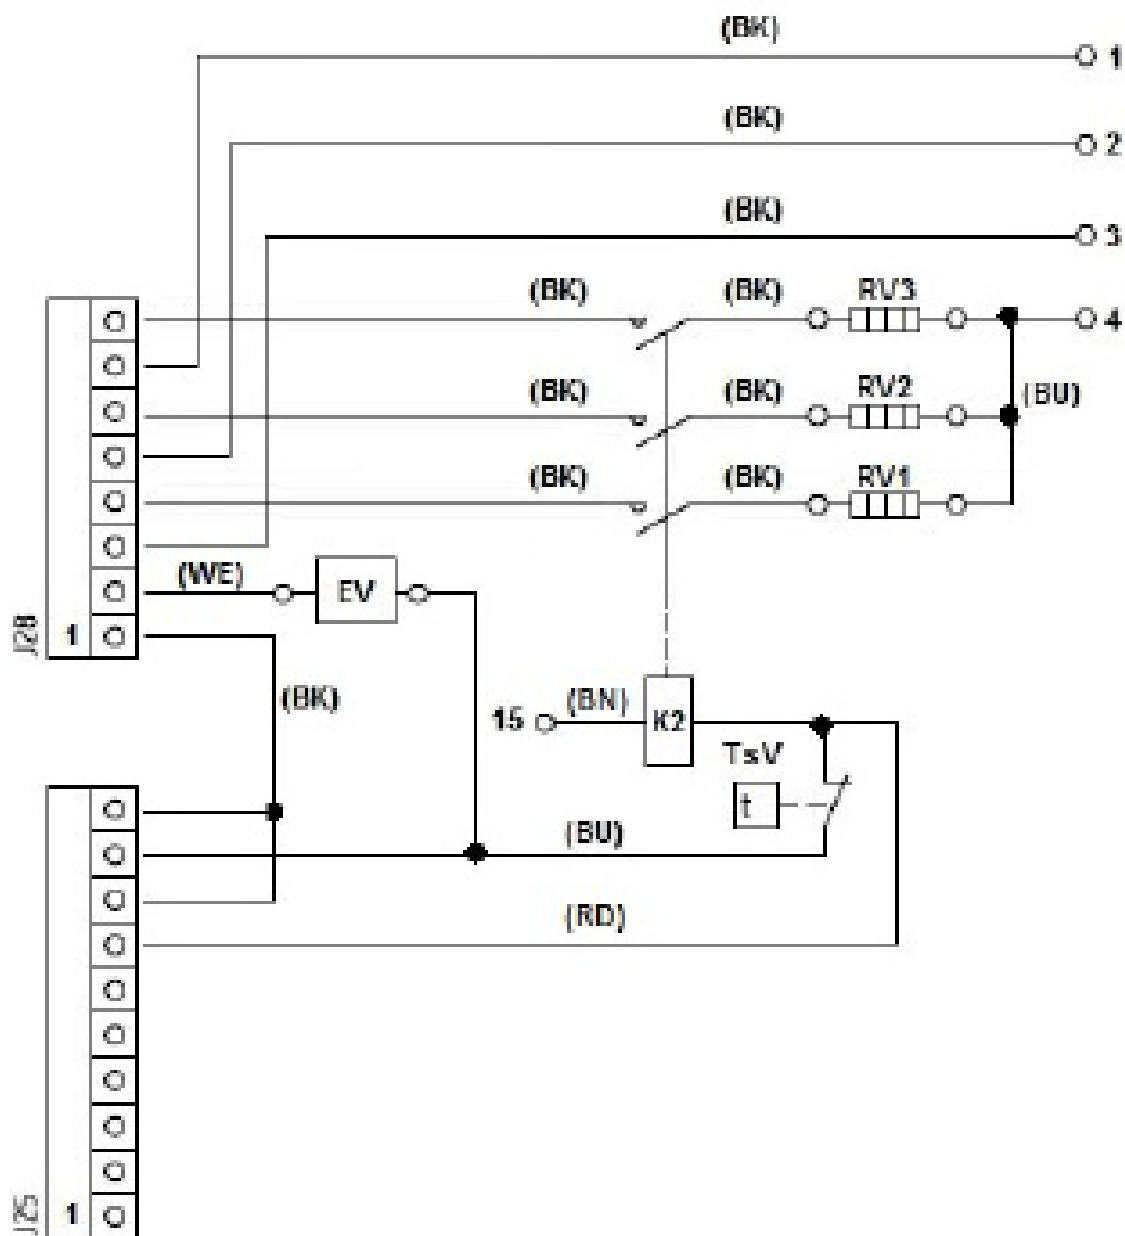 (BK)
1
(BK)
2
(BK)
3
(BK) (BK) RV3
4
(BK) (BK) RV2
(BU)
(BK) (BK) RV1
(WE) EV
J28 1
(BK)
15 (BN) K2
TsV
t
(BU)
(RD)
J25 1